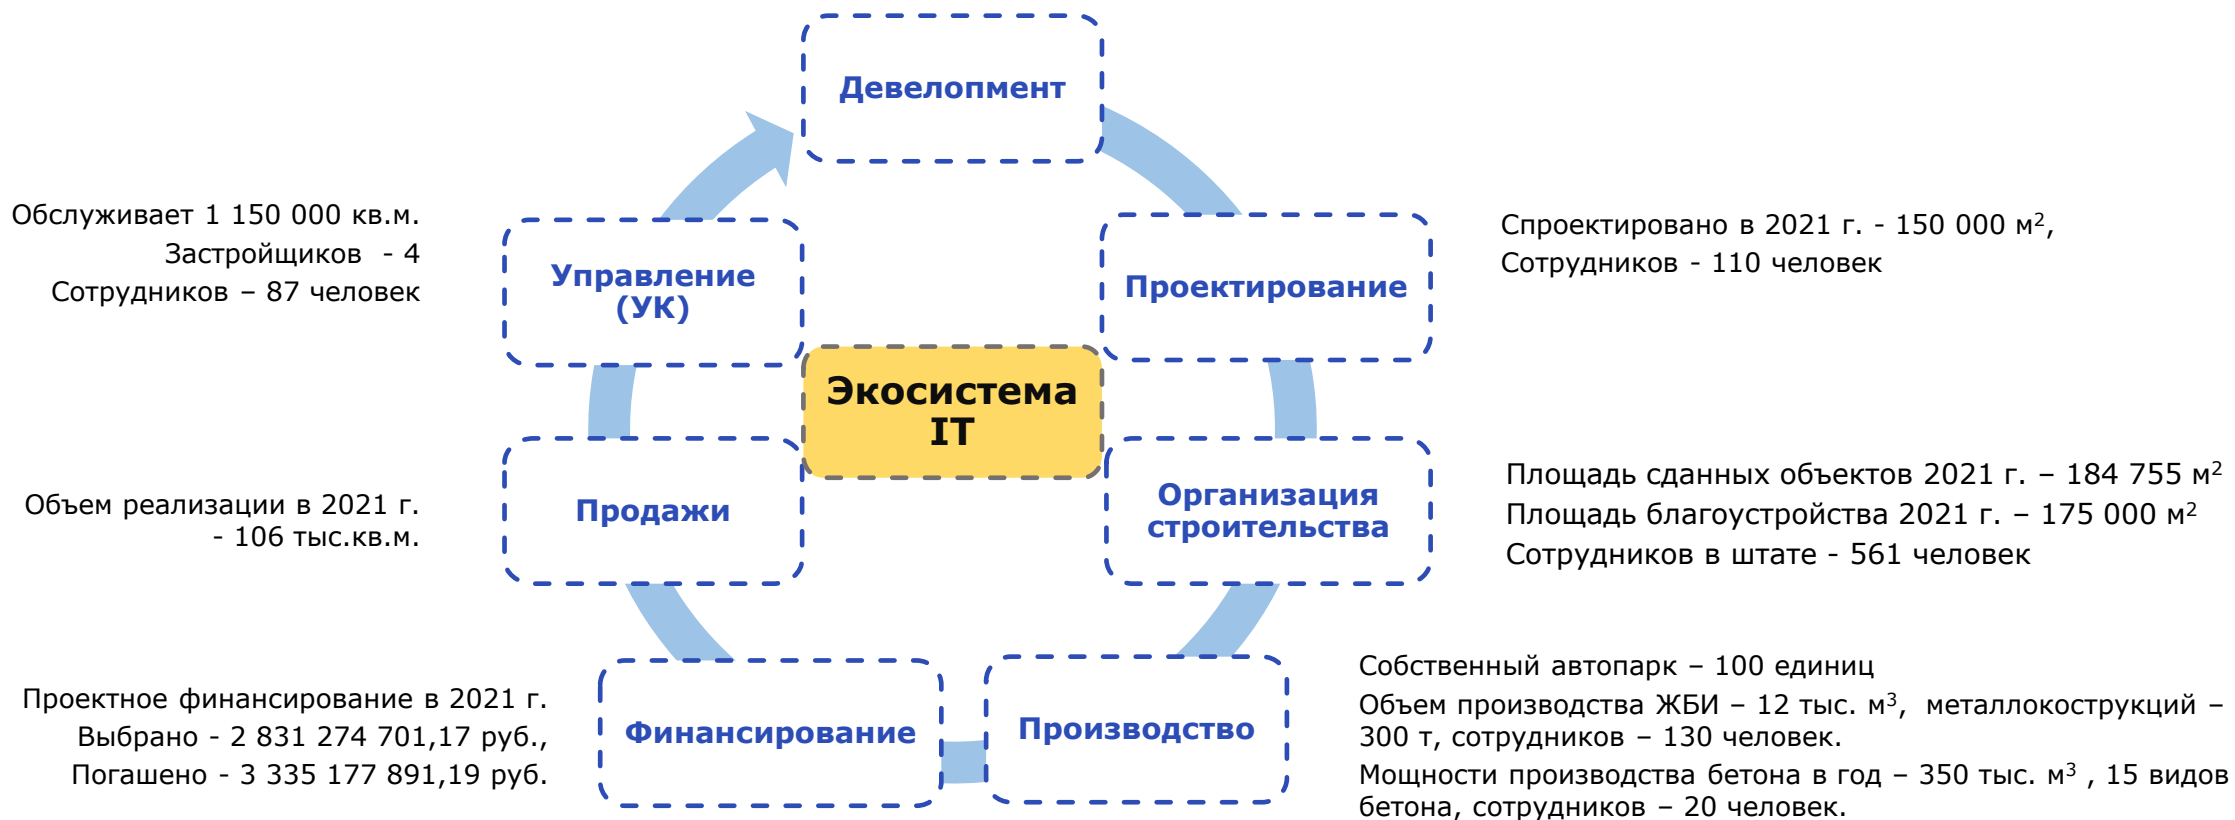 Девелопмент
Обслуживает 1 150 000 кв.м.
Застройщиков  - 4
Сотрудников – 87 человек
Управление
(УК)
Проектирование
Спроектировано в 2021 г. - 150 000 м²,
Сотрудников - 110 человек
Экосистема
IT
Объем реализации в 2021 г.
- 106 тыс.кв.м.
Продажи
Организация
строительства
Площадь сданных объектов 2021 г. – 184 755 м²
Площадь благоустройства 2021 г. – 175 000 м²
Сотрудников в штате - 561 человек
Проектное финансирование в 2021 г.
Выбрано - 2 831 274 701,17 руб.,
Погашено - 3 335 177 891,19 руб.
Финансирование
Производство
Собственный автопарк – 100 единиц
Объем производства ЖБИ – 12 тыс. м³,  металлокострукций –
300 т, сотрудников – 130 человек.
Мощности производства бетона в год – 350 тыс. м³ , 15 видов
бетона, сотрудников – 20 человек.